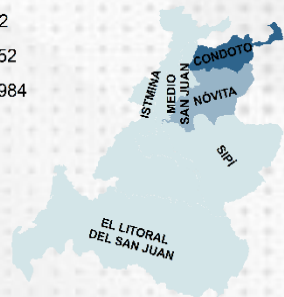 2
52
984
CONDOTO
ISTMINA
MEDIO
SAN JUAN
NÓVITA
SIPÍ
EL LITORAL
DEL SAN JUAN